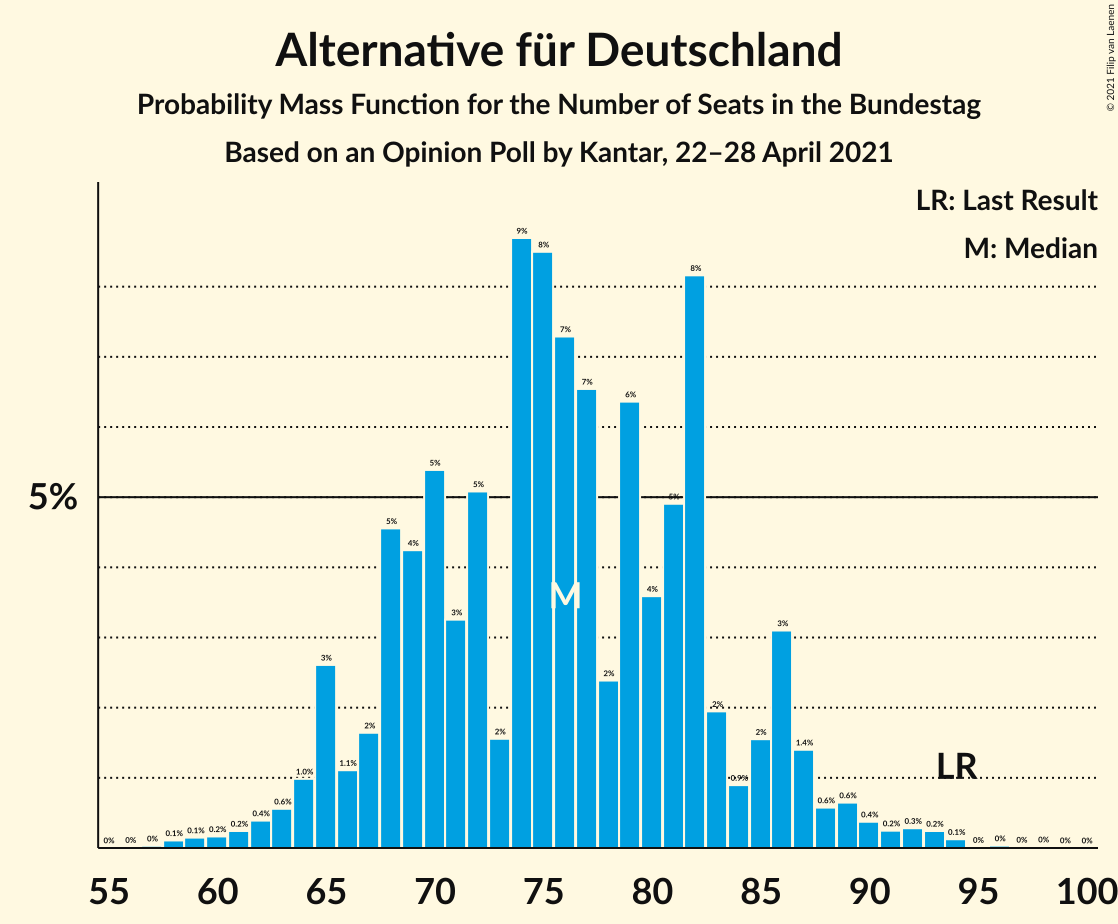 Alternative für Deutschland
Probability Mass Function for the Number of Seats in the Bundestag
Based on an Opinion Poll by Kantar, 22–28 April 2021
© 2021 Filip van Laenen
LR: Last Result
M: Median
5%
0% 0% 0% 0.1% 0.1% 0.2% 0.2% 0.4% 0.6% 1.0% 3% 1.1% 2% 5% 4% 5% 3% 5% 2% 9% 8% 7% 7% 2% 6% 4% 5% 8% 2% 0.9% 2% 3% 1.4% 0.6% 0.6% 0.4% 0.2% 0.3% 0.2% 0.1% 0% 0% 0% 0% 0% 0%
M
LR
55 60 65 70 75 80 85 90 95 100